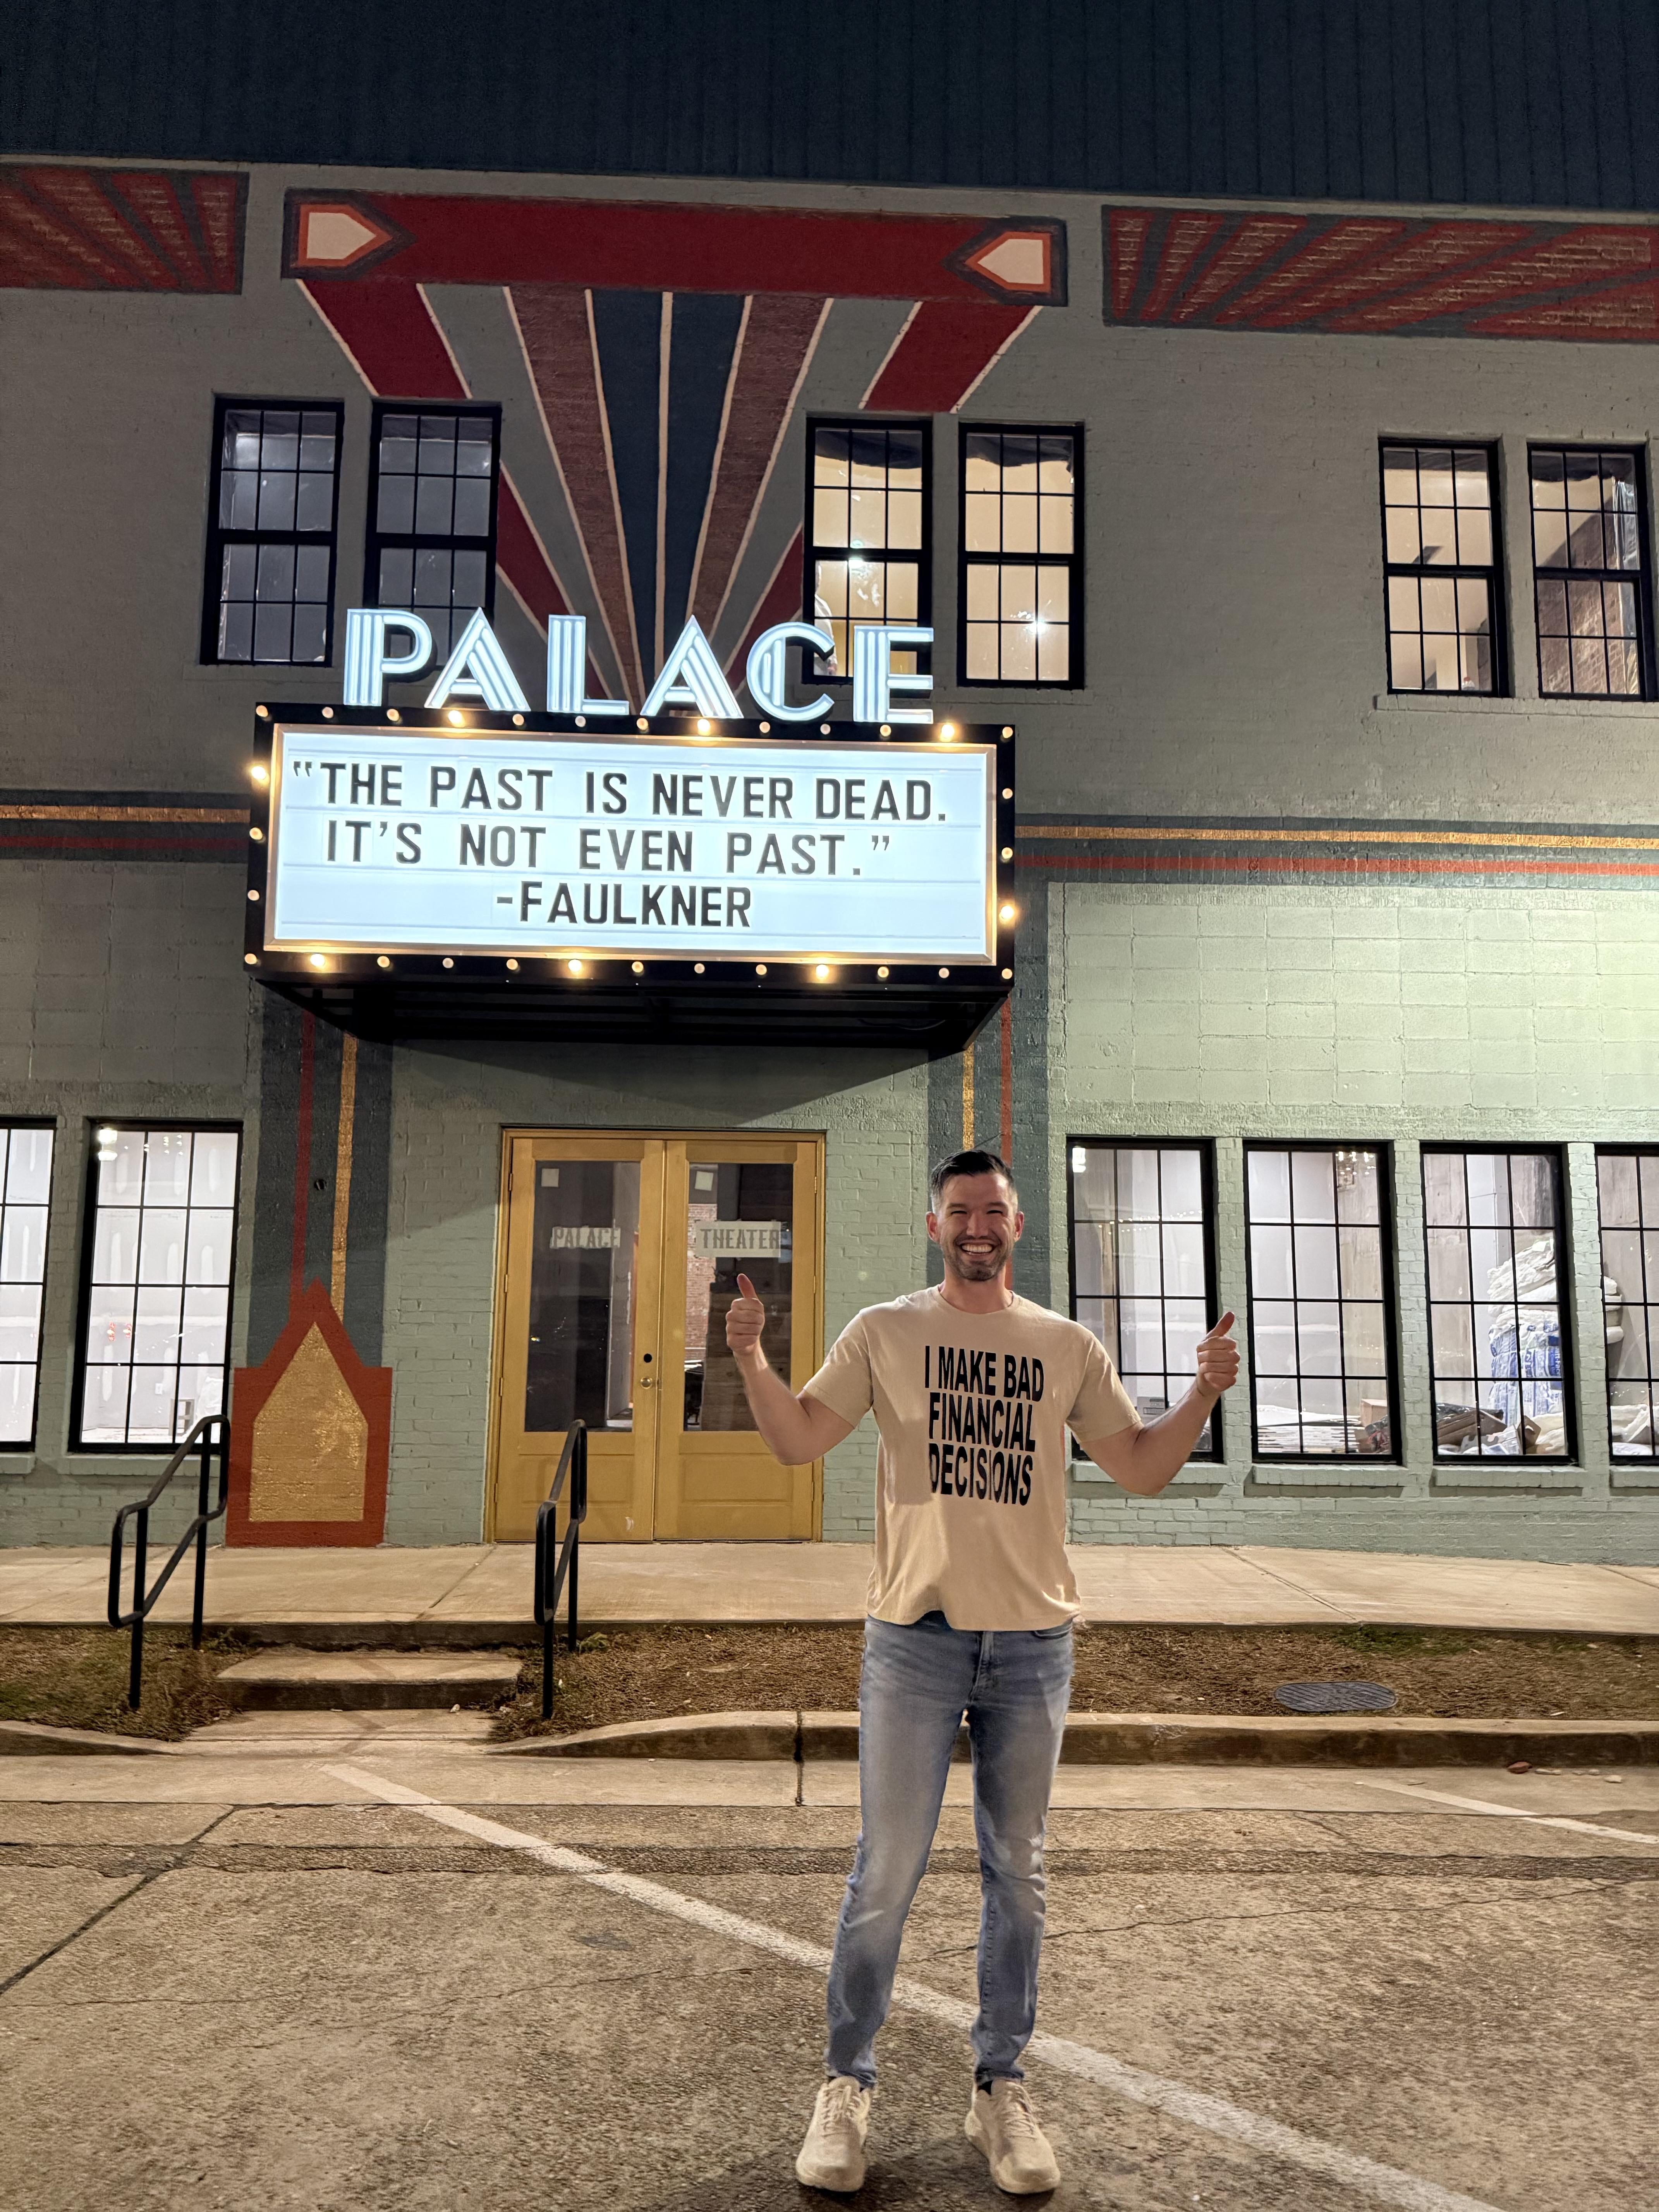 PALACE
"THE PAST IS NEVER DEAD.
IT'S NOT EVEN PAST."
-FAULKNER
PALACE THEATER
I MAKE BAD
FINANCIAL
DECISIONS